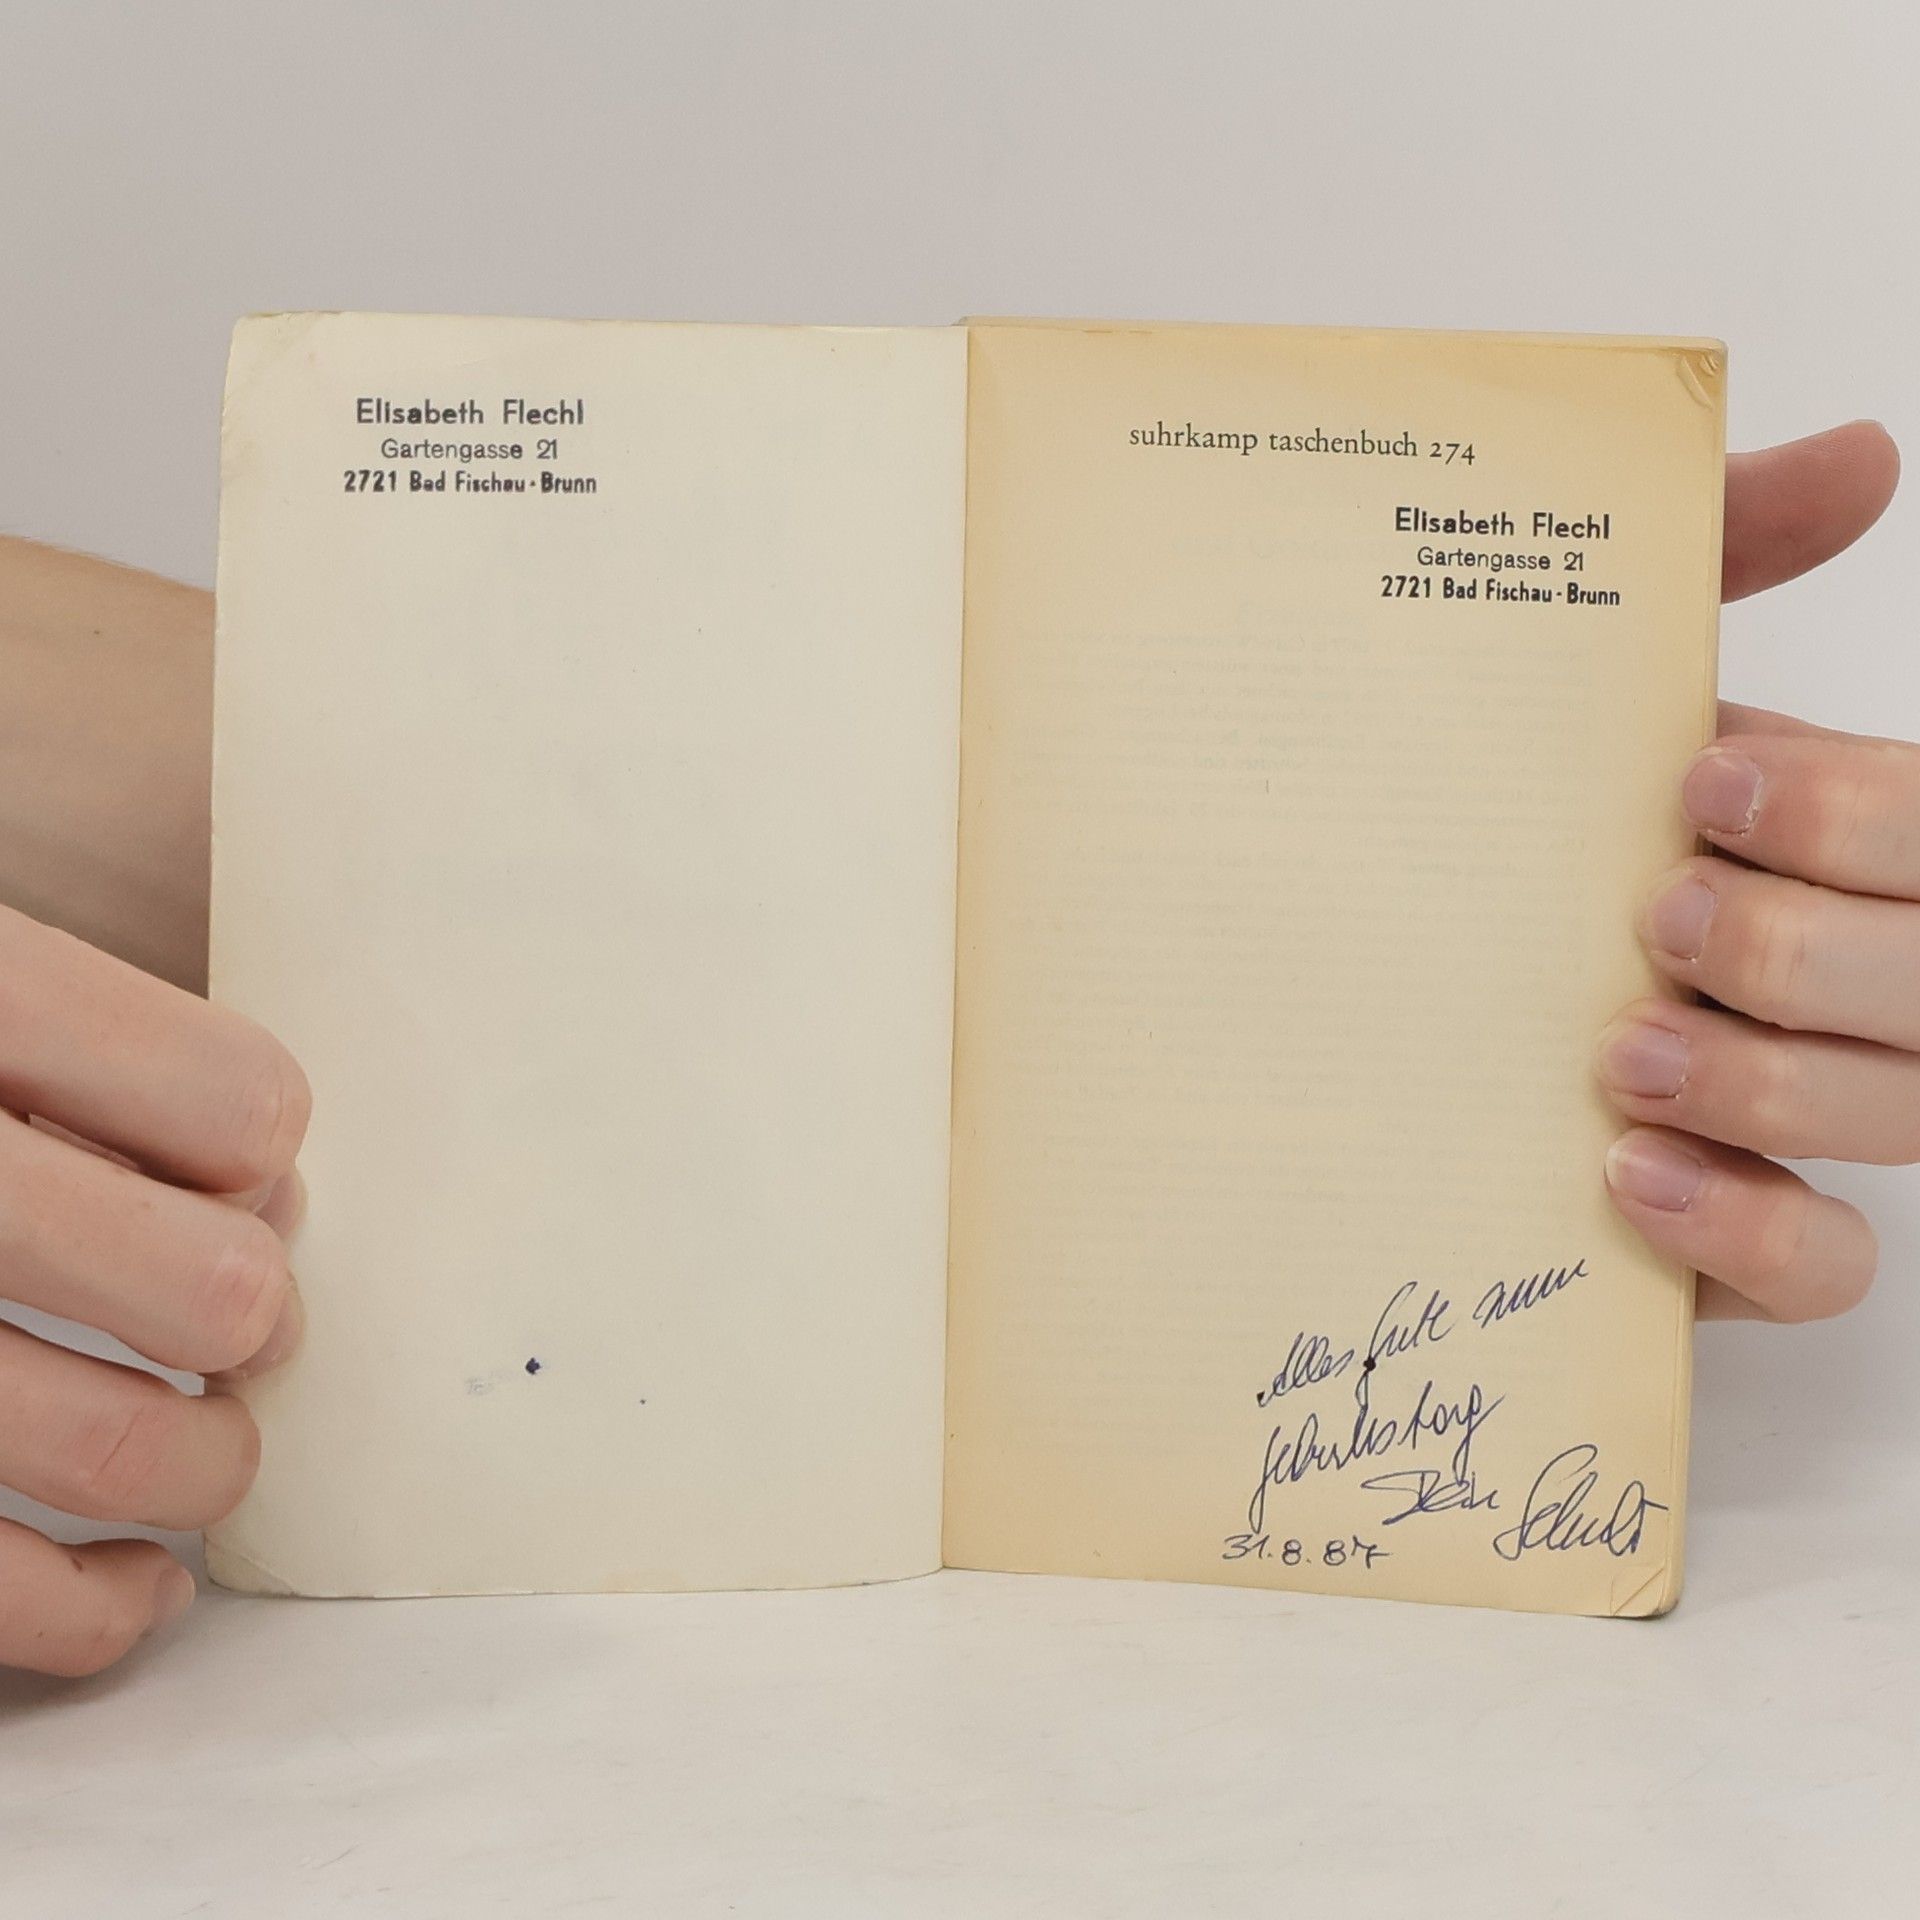 Elisabeth Flechl
Gartengasse 21
2721 Bad Fischau-Brunn
suhrkamp taschenbuch 274
Elisabeth Flechl
Gartengasse 21
2721 Bad Fischau-Brunn
Alles Gute zum
Geburtstag
Dein
31.8.87